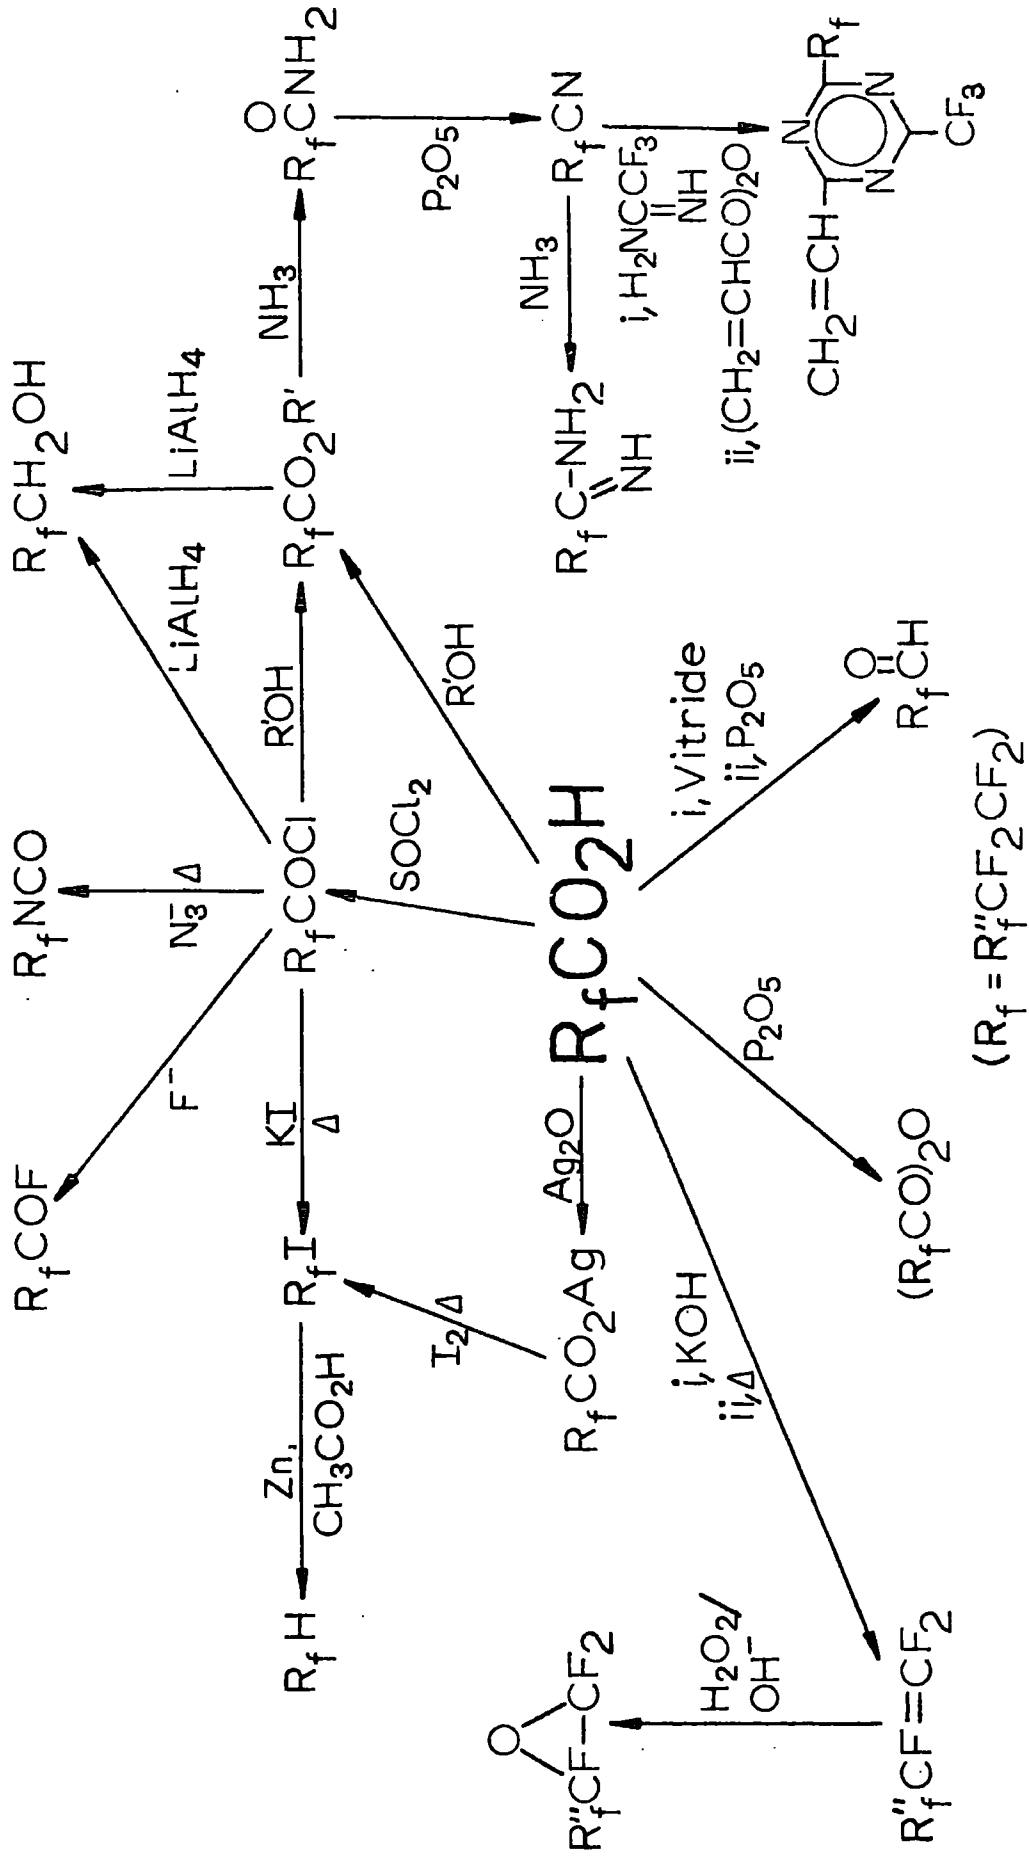 RfCOF
RfNCO
RfCH2OH
F⁻
N3⁻ Δ
LiAlH4
LiAlH4
RfH
Zn,
CH3CO2H
RfI
KI
Δ
RfCOCl
R'OH
RfCO2R'
NH3
O
RfCNH2
I2 Δ
SOCl2
R'OH
P2O5
O
R"fCF-CF2
RfCO2Ag
Ag2O
RfCO2H
RfC-NH2
NH
NH3
RfCN
H2O2/
OH⁻
i, KOH
ii, Δ
P2O5
i, Vitride
ii, P2O5
i, H2NCCF3
NH
ii, (CH2=CHCO)2O
R"fCF=CF2
(RfCO)2O
O
RfCH
CH2=CH
N
Rf
N
N
CF3
(Rf = R"fCF2CF2)